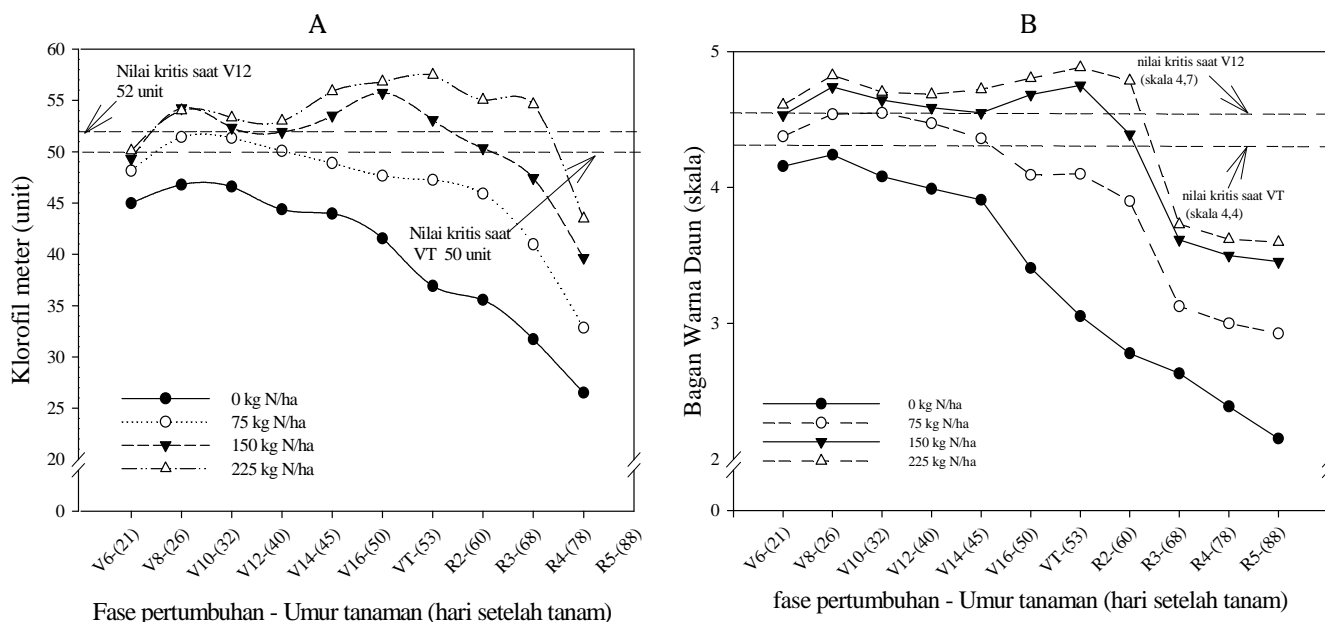 A
Klorofil meter (unit)
60
55
50
45
40
35
30
25
20
0
Nilai kritis saat V12
52 unit
Nilai kritis saat
VT 50 unit
0 kg N/ha
75 kg N/ha
150 kg N/ha
225 kg N/ha
V6-(21)
V8-(26)
V10-(32)
V12-(40)
V14-(45)
V16-(50)
VT-(53)
R2-(60)
R3-(68)
R4-(78)
R5-(88)
Fase pertumbuhan - Umur tanaman (hari setelah tanam)
B
Bagan Warna Daun (skala)
5
4
3
2
0
nilai kritis saat V12
(skala 4,7)
nilai kritis saat VT
(skala 4,4)
0 kg N/ha
75 kg N/ha
150 kg N/ha
225 kg N/ha
V6-(21)
V8-(26)
V10-(32)
V12-(40)
V14-(45)
V16-(50)
VT-(53)
R2-(60)
R3-(68)
R4-(78)
R5-(88)
fase pertumbuhan - Umur tanaman (hari setelah tanam)